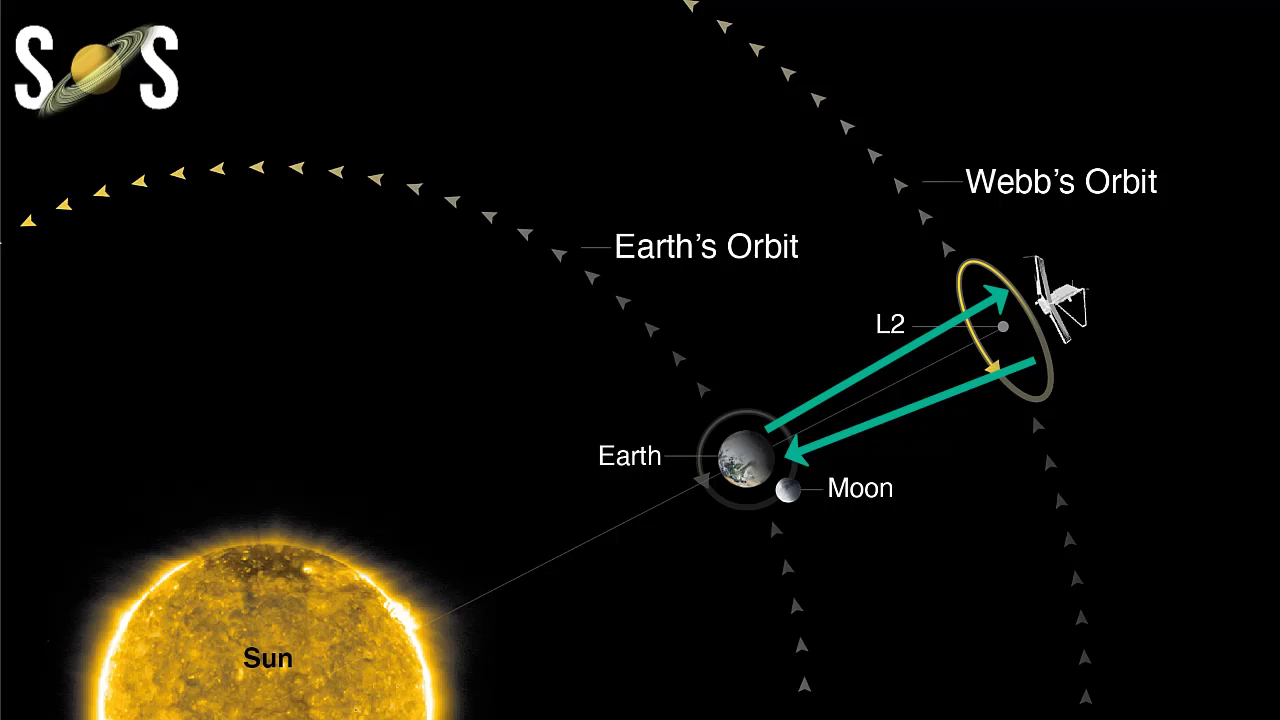 SOS
Webb’s Orbit
Earth’s Orbit
L2
Earth
Moon
Sun